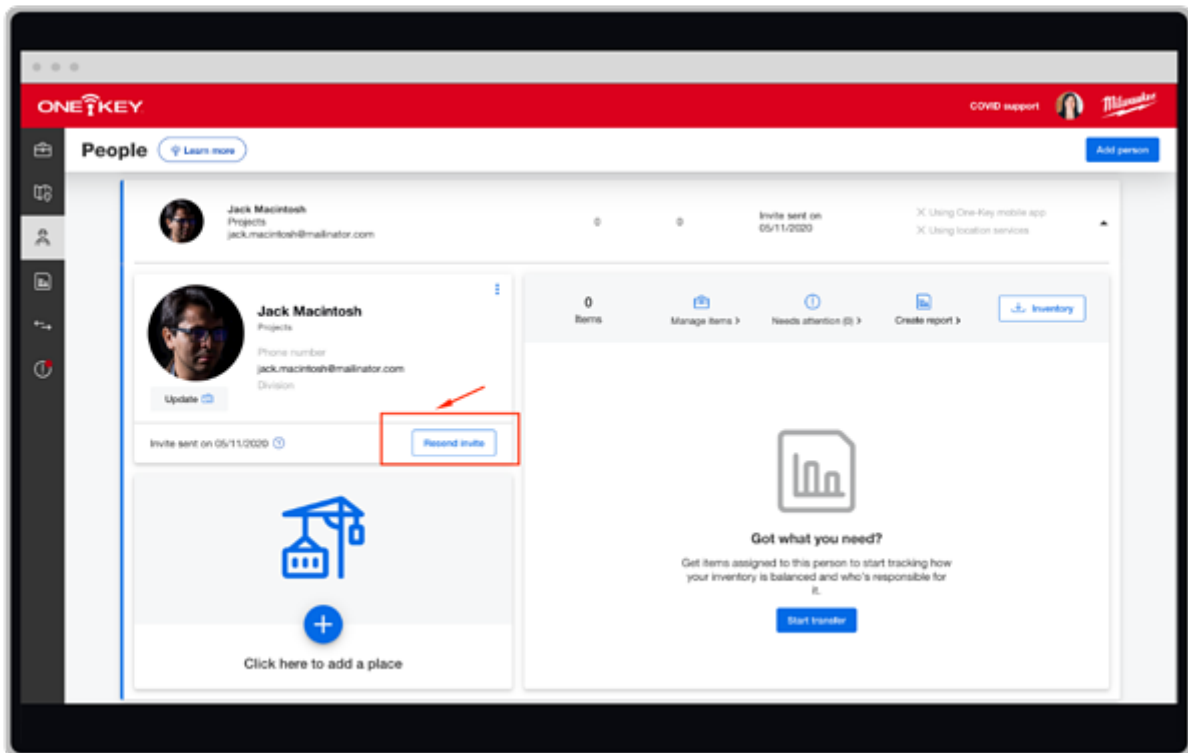 ONE KEY
COVID support
Milwaukee
People
Learn more
Add person
Jack Macintosh
Projects
jack.macintosh@mailinator.com
0
0
Invite sent on
05/11/2020
Using One-Key mobile app
Using location services
Jack Macintosh
Projects
Phone number
jack.macintosh@mailinator.com
Division
Update
Invite sent on 05/11/2020
Resend invite
0
Items
Manage items >
Needs attention (0) >
Create report >
Inventory
Got what you need?
Get items assigned to this person to start tracking how
your inventory is balanced and who's responsible for
it.
Start transfer
Click here to add a place